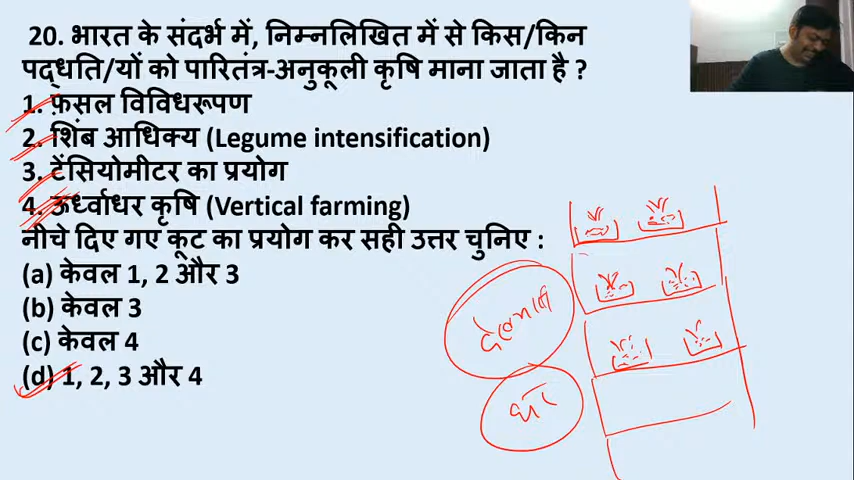 20. भारत के संदर्भ में, निम्नलिखित में से किस/किन
पद्धति/यों को पारितंत्र-अनुकूली कृषि माना जाता है ?
1. फ़सल विविधरूपण
2. शिंब आधिक्य (Legume intensification)
3. टेंसियोमीटर का प्रयोग
4. ऊर्ध्वाधर कृषि (Vertical farming)
नीचे दिए गए कूट का प्रयोग कर सही उत्तर चुनिए :
(a) केवल 1, 2 और 3
(b) केवल 3
(c) केवल 4
(d) 1, 2, 3 और 4